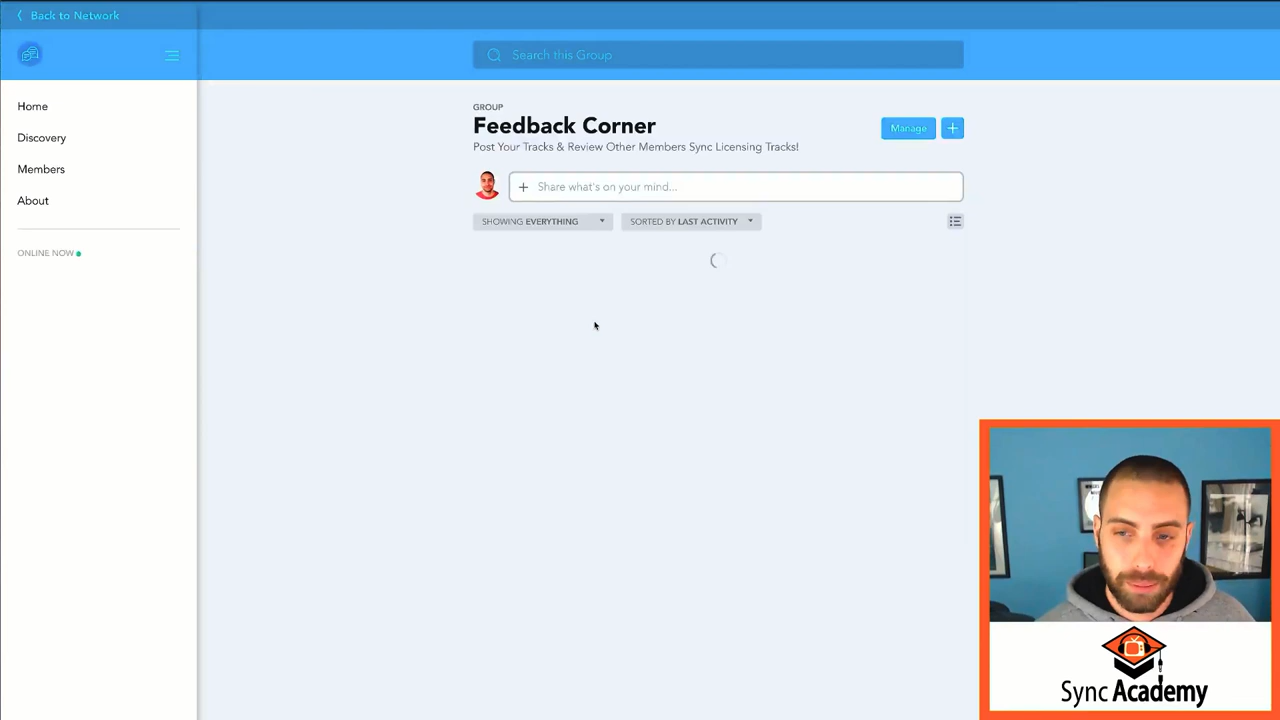 Back to Network
Search this Group
Home
Discovery
Members
About
ONLINE NOW
GROUP
Feedback Corner
Manage
Post Your Tracks & Review Other Members Sync Licensing Tracks!
Share what's on your mind...
SHOWING EVERYTHING
SORTED BY LAST ACTIVITY
Sync Academy